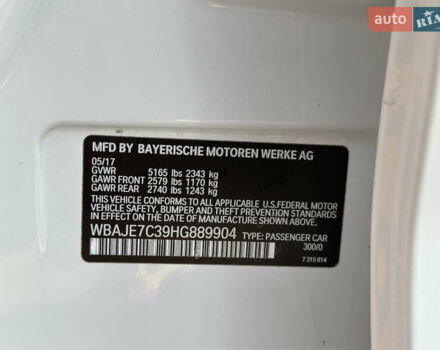 auto RIA
MFD BY BAYERISCHE MOTOREN WERKE AG
05/17
GVWR 5165 lbs 2343 kg
GAWR FRONT 2579 lbs 1170 kg
GAWR REAR 2740 lbs 1243 kg
THIS VEHICLE CONFORMS TO ALL APPLICABLE U.S.FEDERAL MOTOR
VEHICLE SAFETY, BUMPER, AND THEFT PREVENTION STANDARDS
IN EFFECT ON THE DATE OF MANUFACTURE SHOWN ABOVE.
WBAJE7C39HG889904 TYPE: PASSENGER CAR
300/0
7 315 814